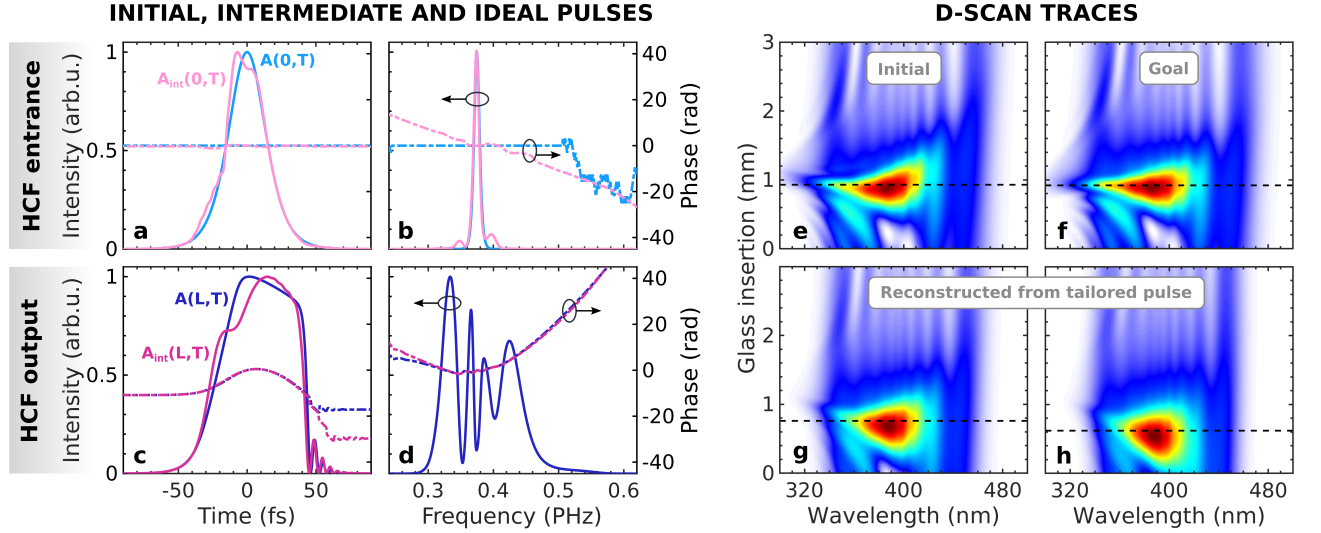 INITIAL, INTERMEDIATE AND IDEAL PULSES
D-SCAN TRACES
HCF entrance
Intensity (arb.u.)
1
0.5
0
A_int(0,T)
A(0,T)
a
b
40
20
0
-20
-40
Phase (rad)
HCF output
Intensity (arb.u.)
1
0.5
0
A(L,T)
A_int(L,T)
c
-50 0 50
Time (fs)
d
0.3 0.4 0.5 0.6
Frequency (PHz)
40
20
0
-20
-40
Phase (rad)
Glass insertion (mm)
3
2
1
0
Initial
e
Goal
f
Reconstructed from tailored pulse
2
1
0
g
h
320 400 480
Wavelength (nm)
320 400 480
Wavelength (nm)